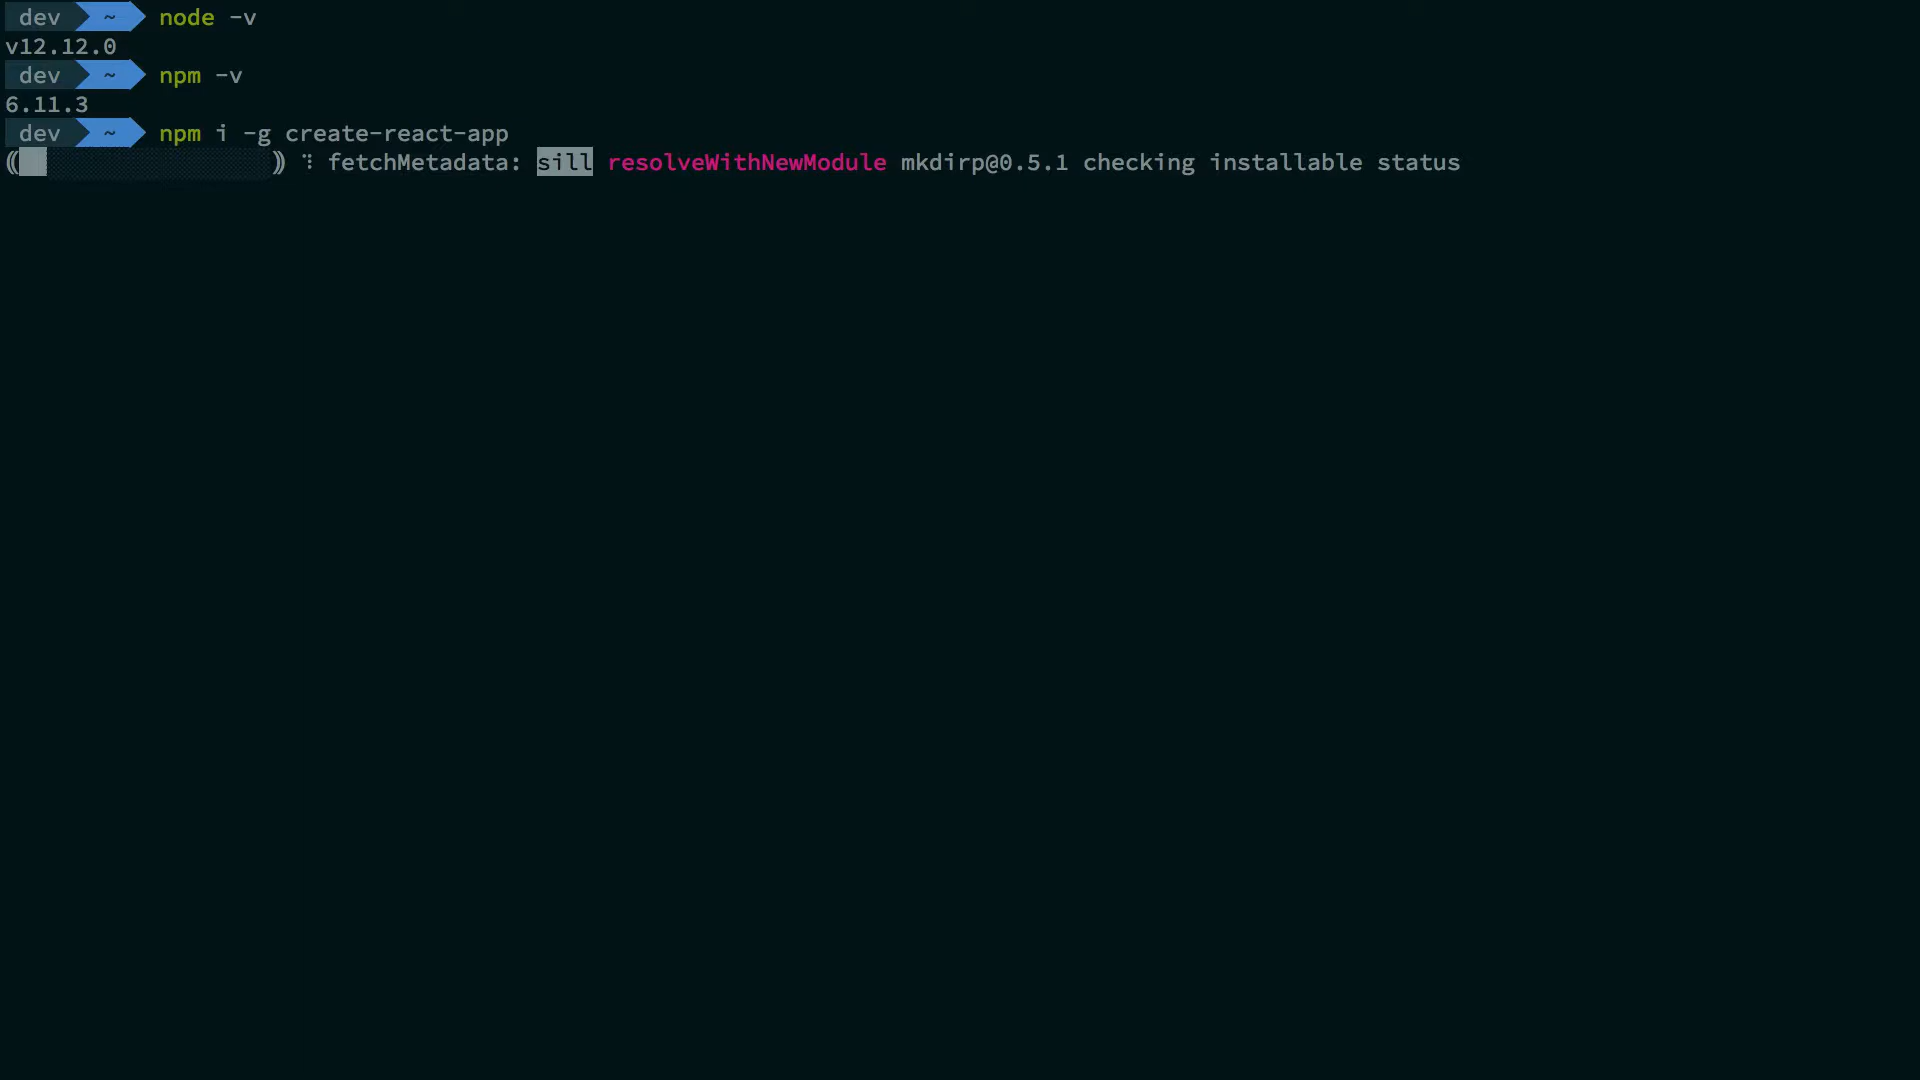 dev ~ node -v
v12.12.0
dev ~ npm -v
6.11.3
dev ~ npm i -g create-react-app
(( )) ⠹ fetchMetadata: sill resolveWithNewModule mkdirp@0.5.1 checking installable status